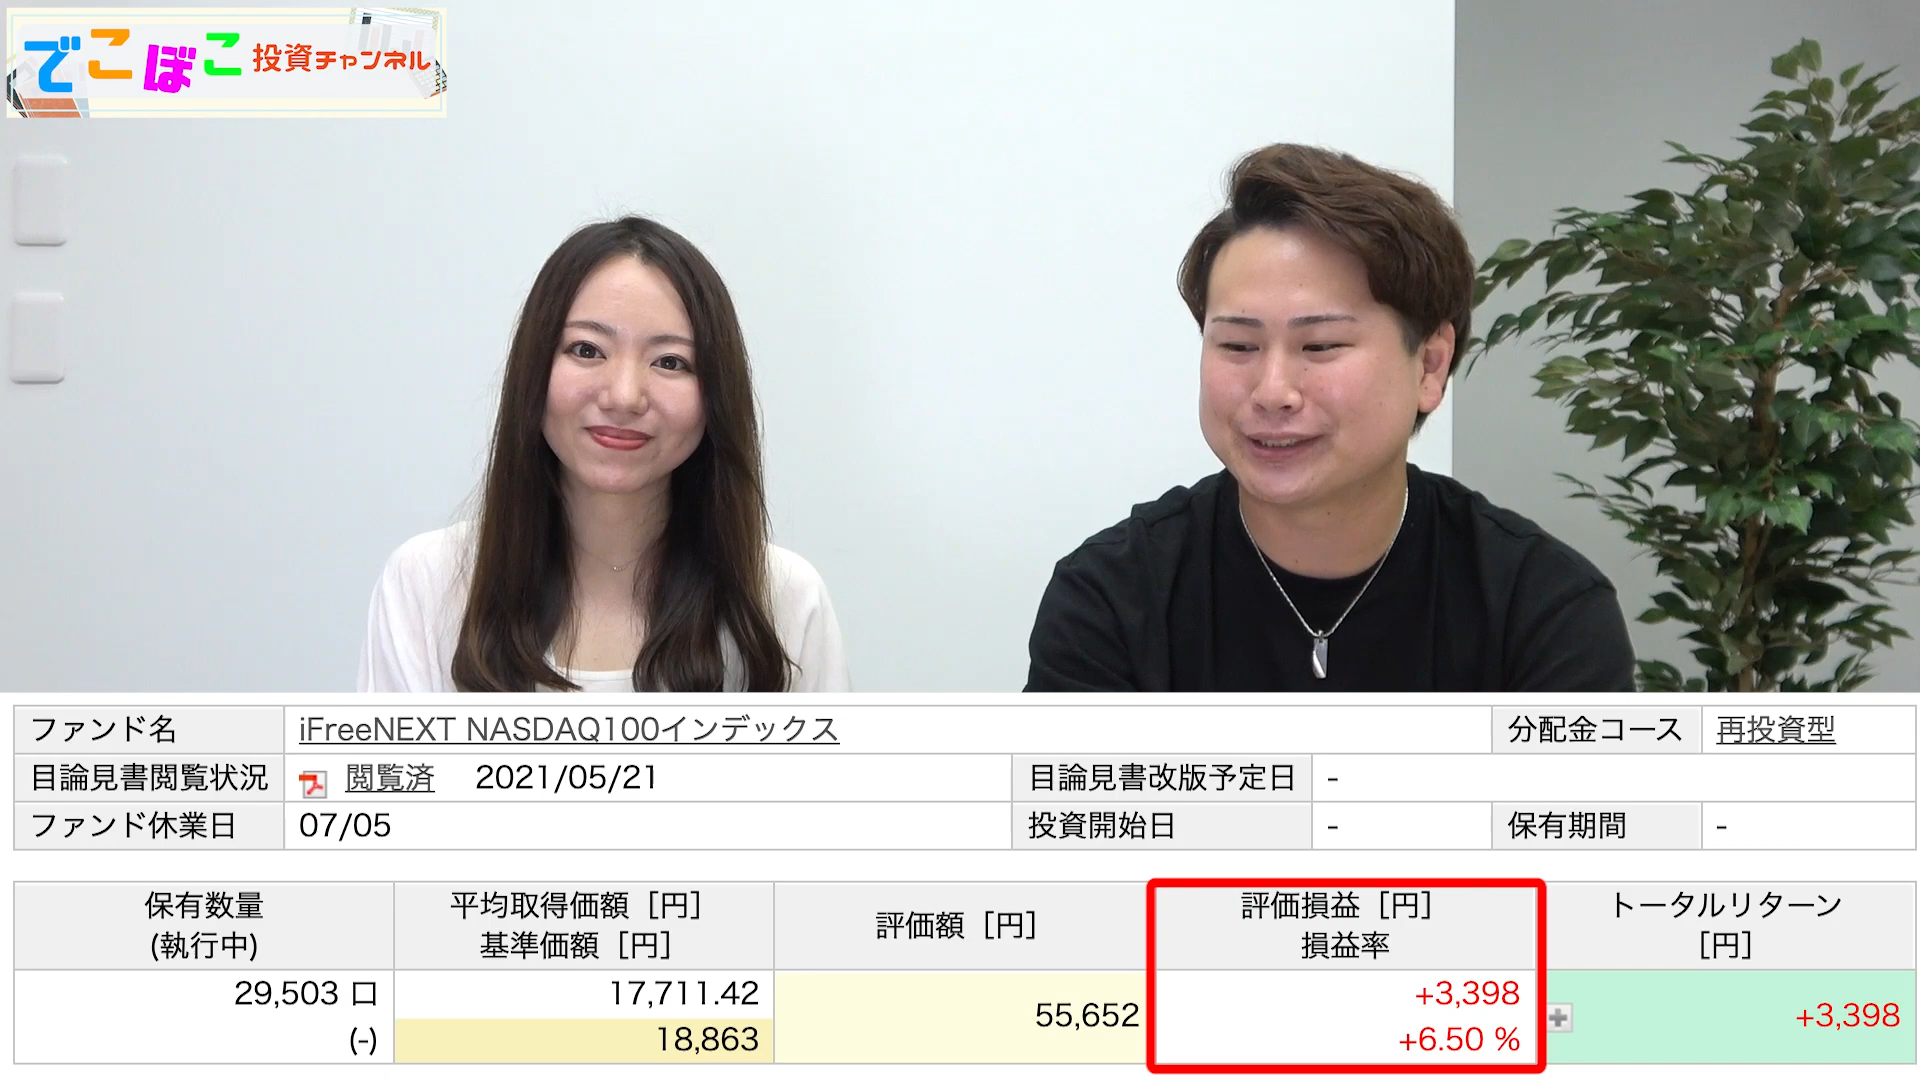 でこぼこ投資チャンネル
ファンド名 iFreeNEXT NASDAQ100インデックス 分配金コース 再投資型
目論見書閲覧状況 閲覧済 2021/05/21 目論見書改版予定日 -
ファンド休業日 07/05 投資開始日 - 保有期間 -
保有数量
(執行中)
平均取得価額［円］
基準価額［円］
評価額［円］
評価損益［円］
損益率
トータルリターン
［円］
29,503 口
(-)
17,711.42
18,863
55,652
+3,398
+6.50 %
+3,398